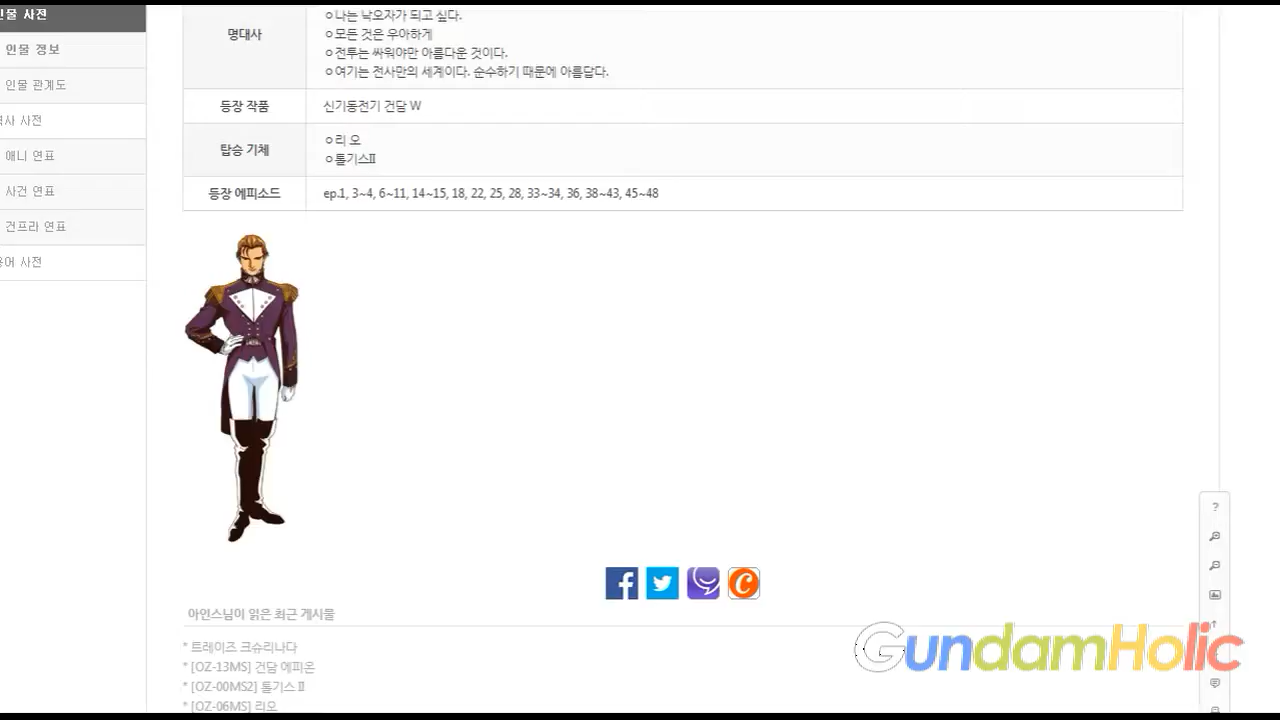 인물 사전
인물 정보
인물 관계도
역사 사전
애니 연표
사건 연표
건프라 연표
용어 사전
명대사
나는 낙오자가 되고 싶다.
모든 것은 우아하게
전투는 싸워야만 아름다운 것이다.
여기는 전사만의 세계이다. 순수하기 때문에 아름답다.
등장 작품
신기동전기 건담 W
탑승 기체
리 오
톨기스Ⅱ
등장 에피소드
ep.1, 3~4, 6~11, 14~15, 18, 22, 25, 28, 33~34, 36, 38~43, 45~48
아인스님이 읽은 최근 게시물
* 트레이즈 크슈리나다
* [OZ-13MS] 건담 에피온
* [OZ-00MS2] 톨기스Ⅱ
* [OZ-06MS] 리오
GundamHolic